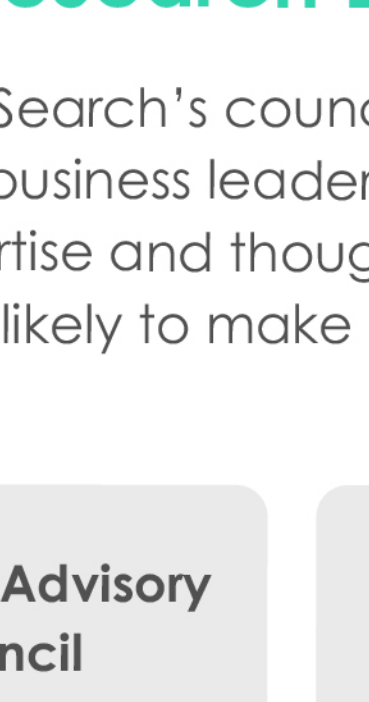 Search's counc
business leader
rtise and thoug
likely to make
Advisory
ncil